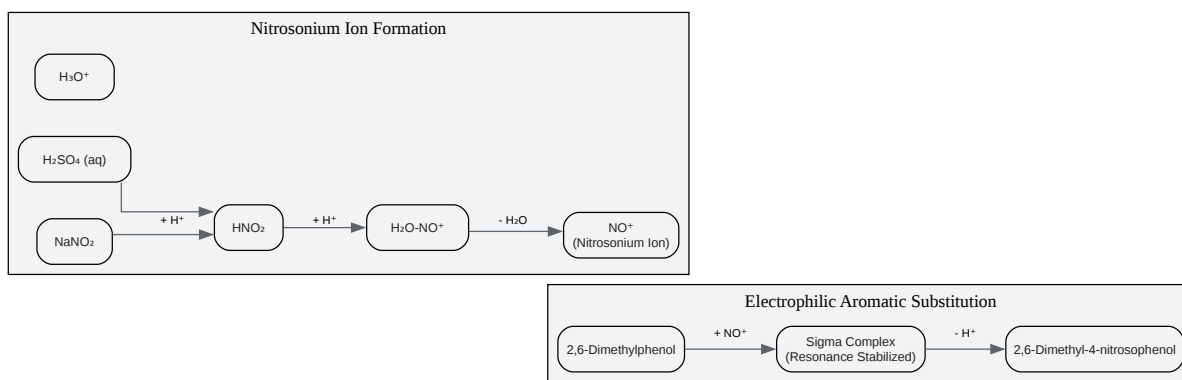 Nitrosonium Ion Formation
H₃O⁺
H₂SO₄ (aq)
+ H⁺
NaNO₂
HNO₂
+ H⁺
H₂O-NO⁺
- H₂O
NO⁺
(Nitrosonium Ion)
Electrophilic Aromatic Substitution
2,6-Dimethylphenol
+ NO⁺
Sigma Complex
(Resonance Stabilized)
- H⁺
2,6-Dimethyl-4-nitrosophenol